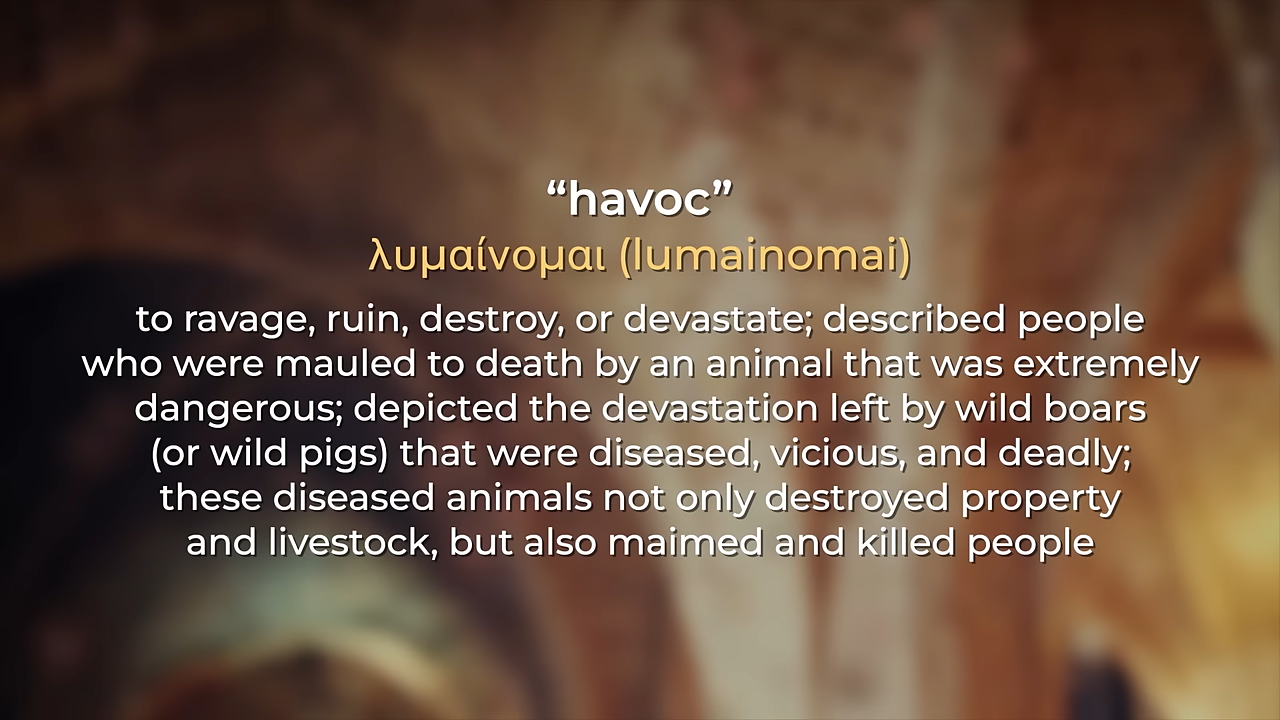 “havoc”
λυμαίνομαι (lumainomai)
to ravage, ruin, destroy, or devastate; described people
who were mauled to death by an animal that was extremely
dangerous; depicted the devastation left by wild boars
(or wild pigs) that were diseased, vicious, and deadly;
these diseased animals not only destroyed property
and livestock, but also maimed and killed people